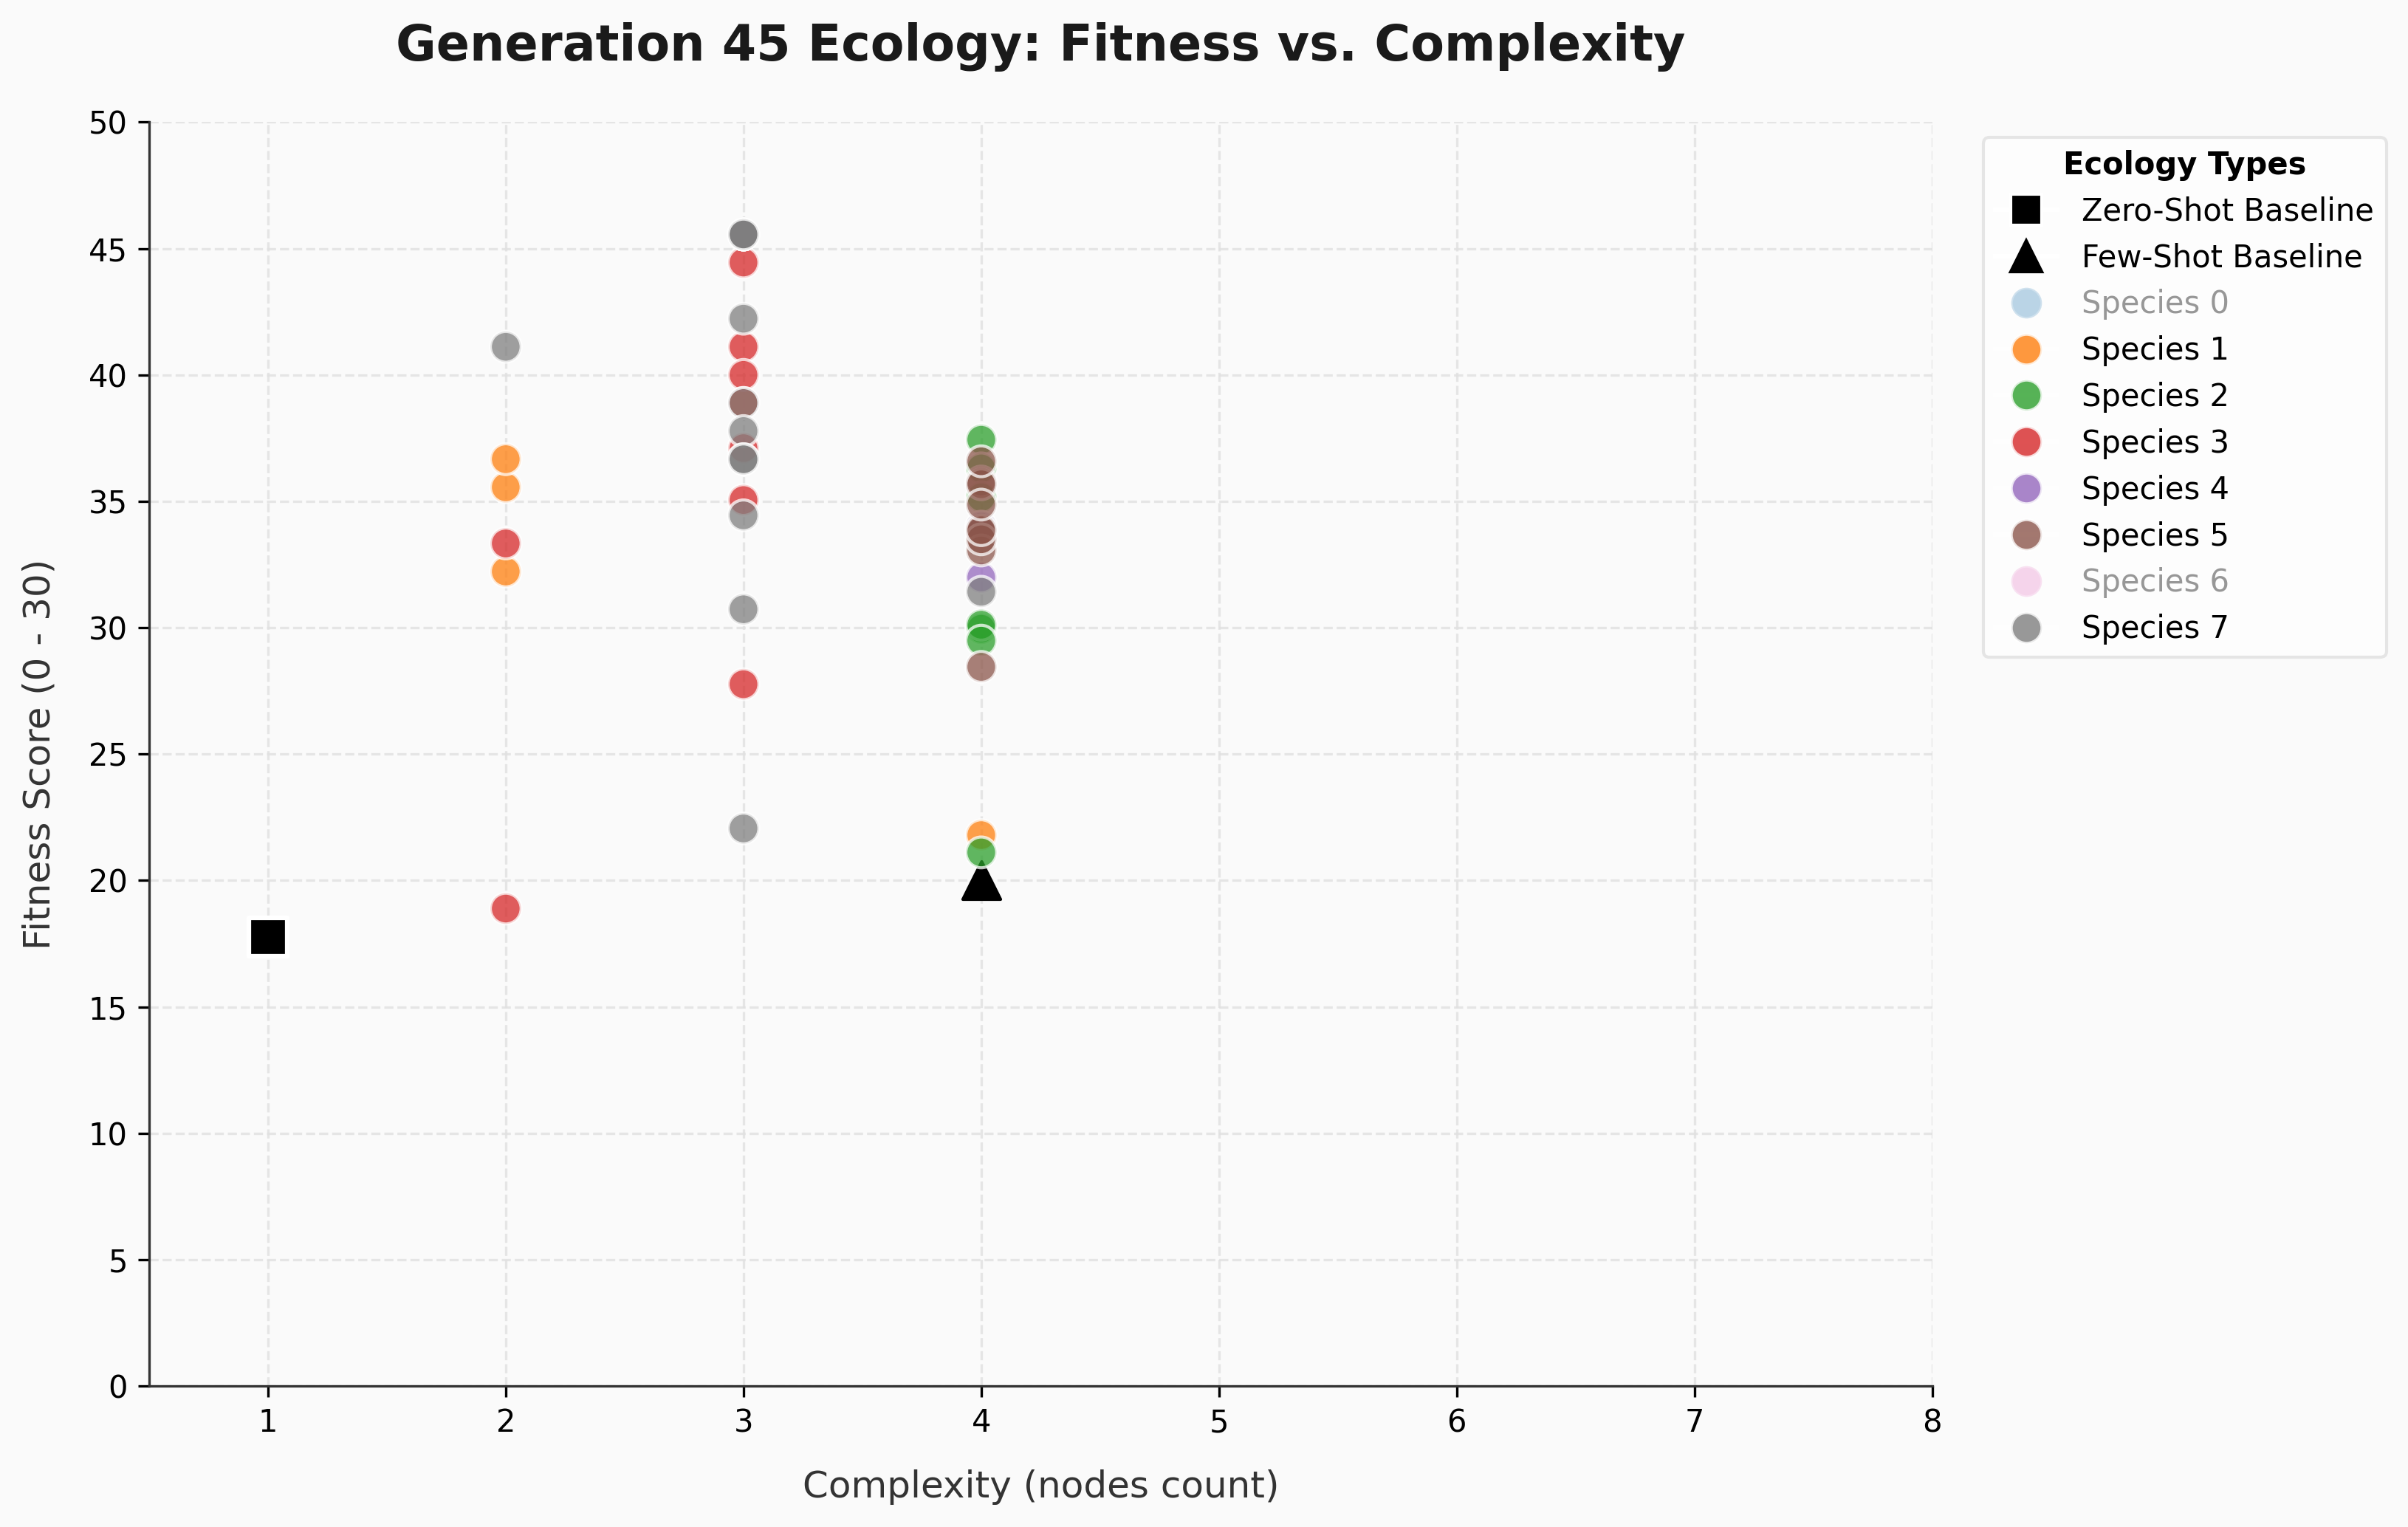 Generation 45 Ecology: Fitness vs. Complexity
Fitness Score (0 - 30)
50
45
40
35
30
25
20
15
10
5
0
1 2 3 4 5 6 7 8
Complexity (nodes count)
Ecology Types
Zero-Shot Baseline
Few-Shot Baseline
Species 0
Species 1
Species 2
Species 3
Species 4
Species 5
Species 6
Species 7